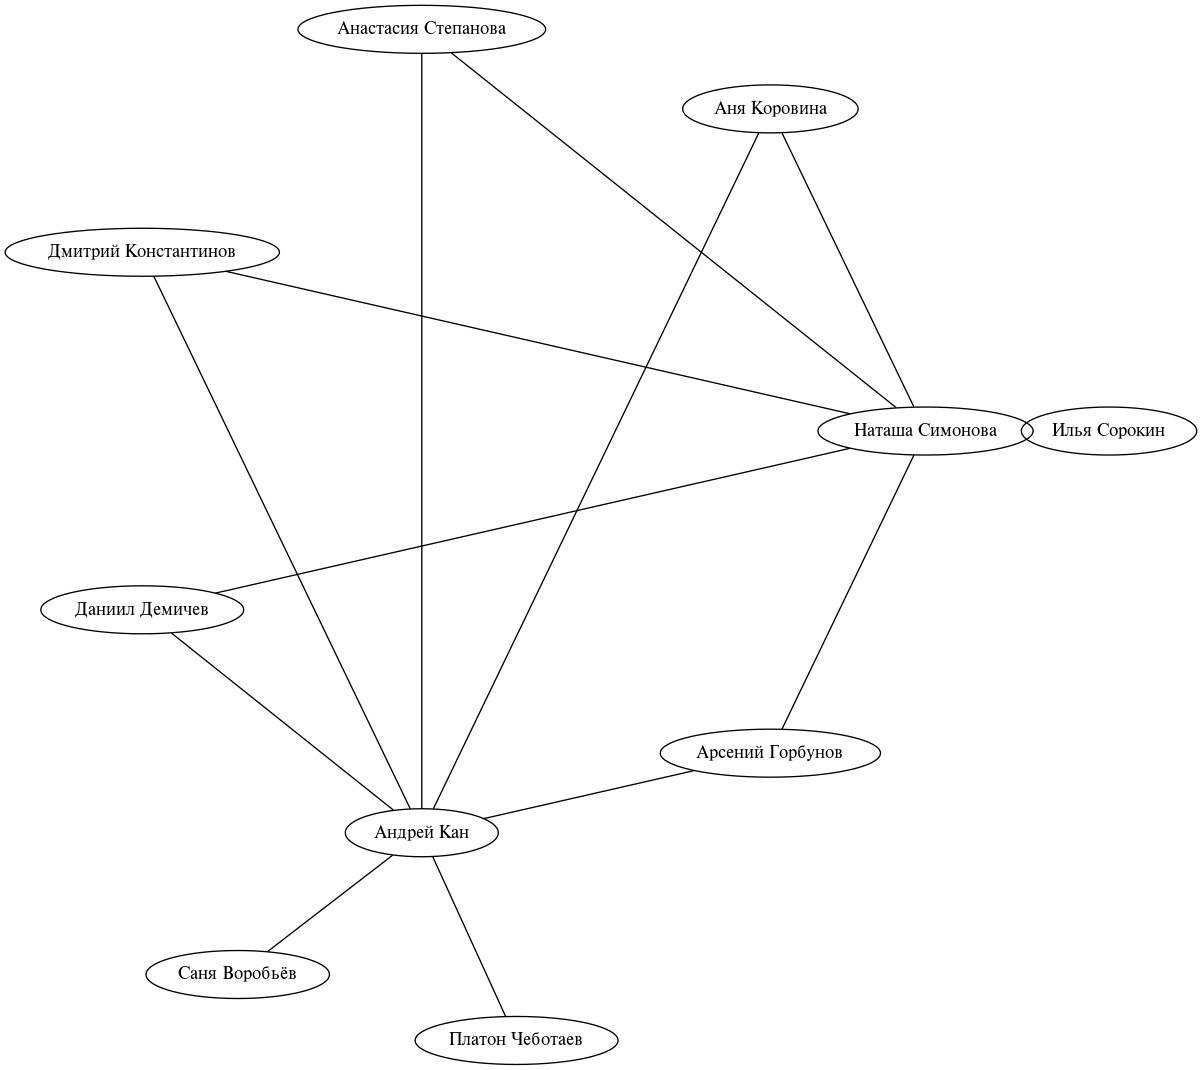 Анастасия Степанова
Аня Коровина
Дмитрий Константинов
Наташа Симонова
Илья Сорокин
Даниил Демичев
Арсений Горбунов
Андрей Кан
Саня Воробьёв
Платон Чеботаев